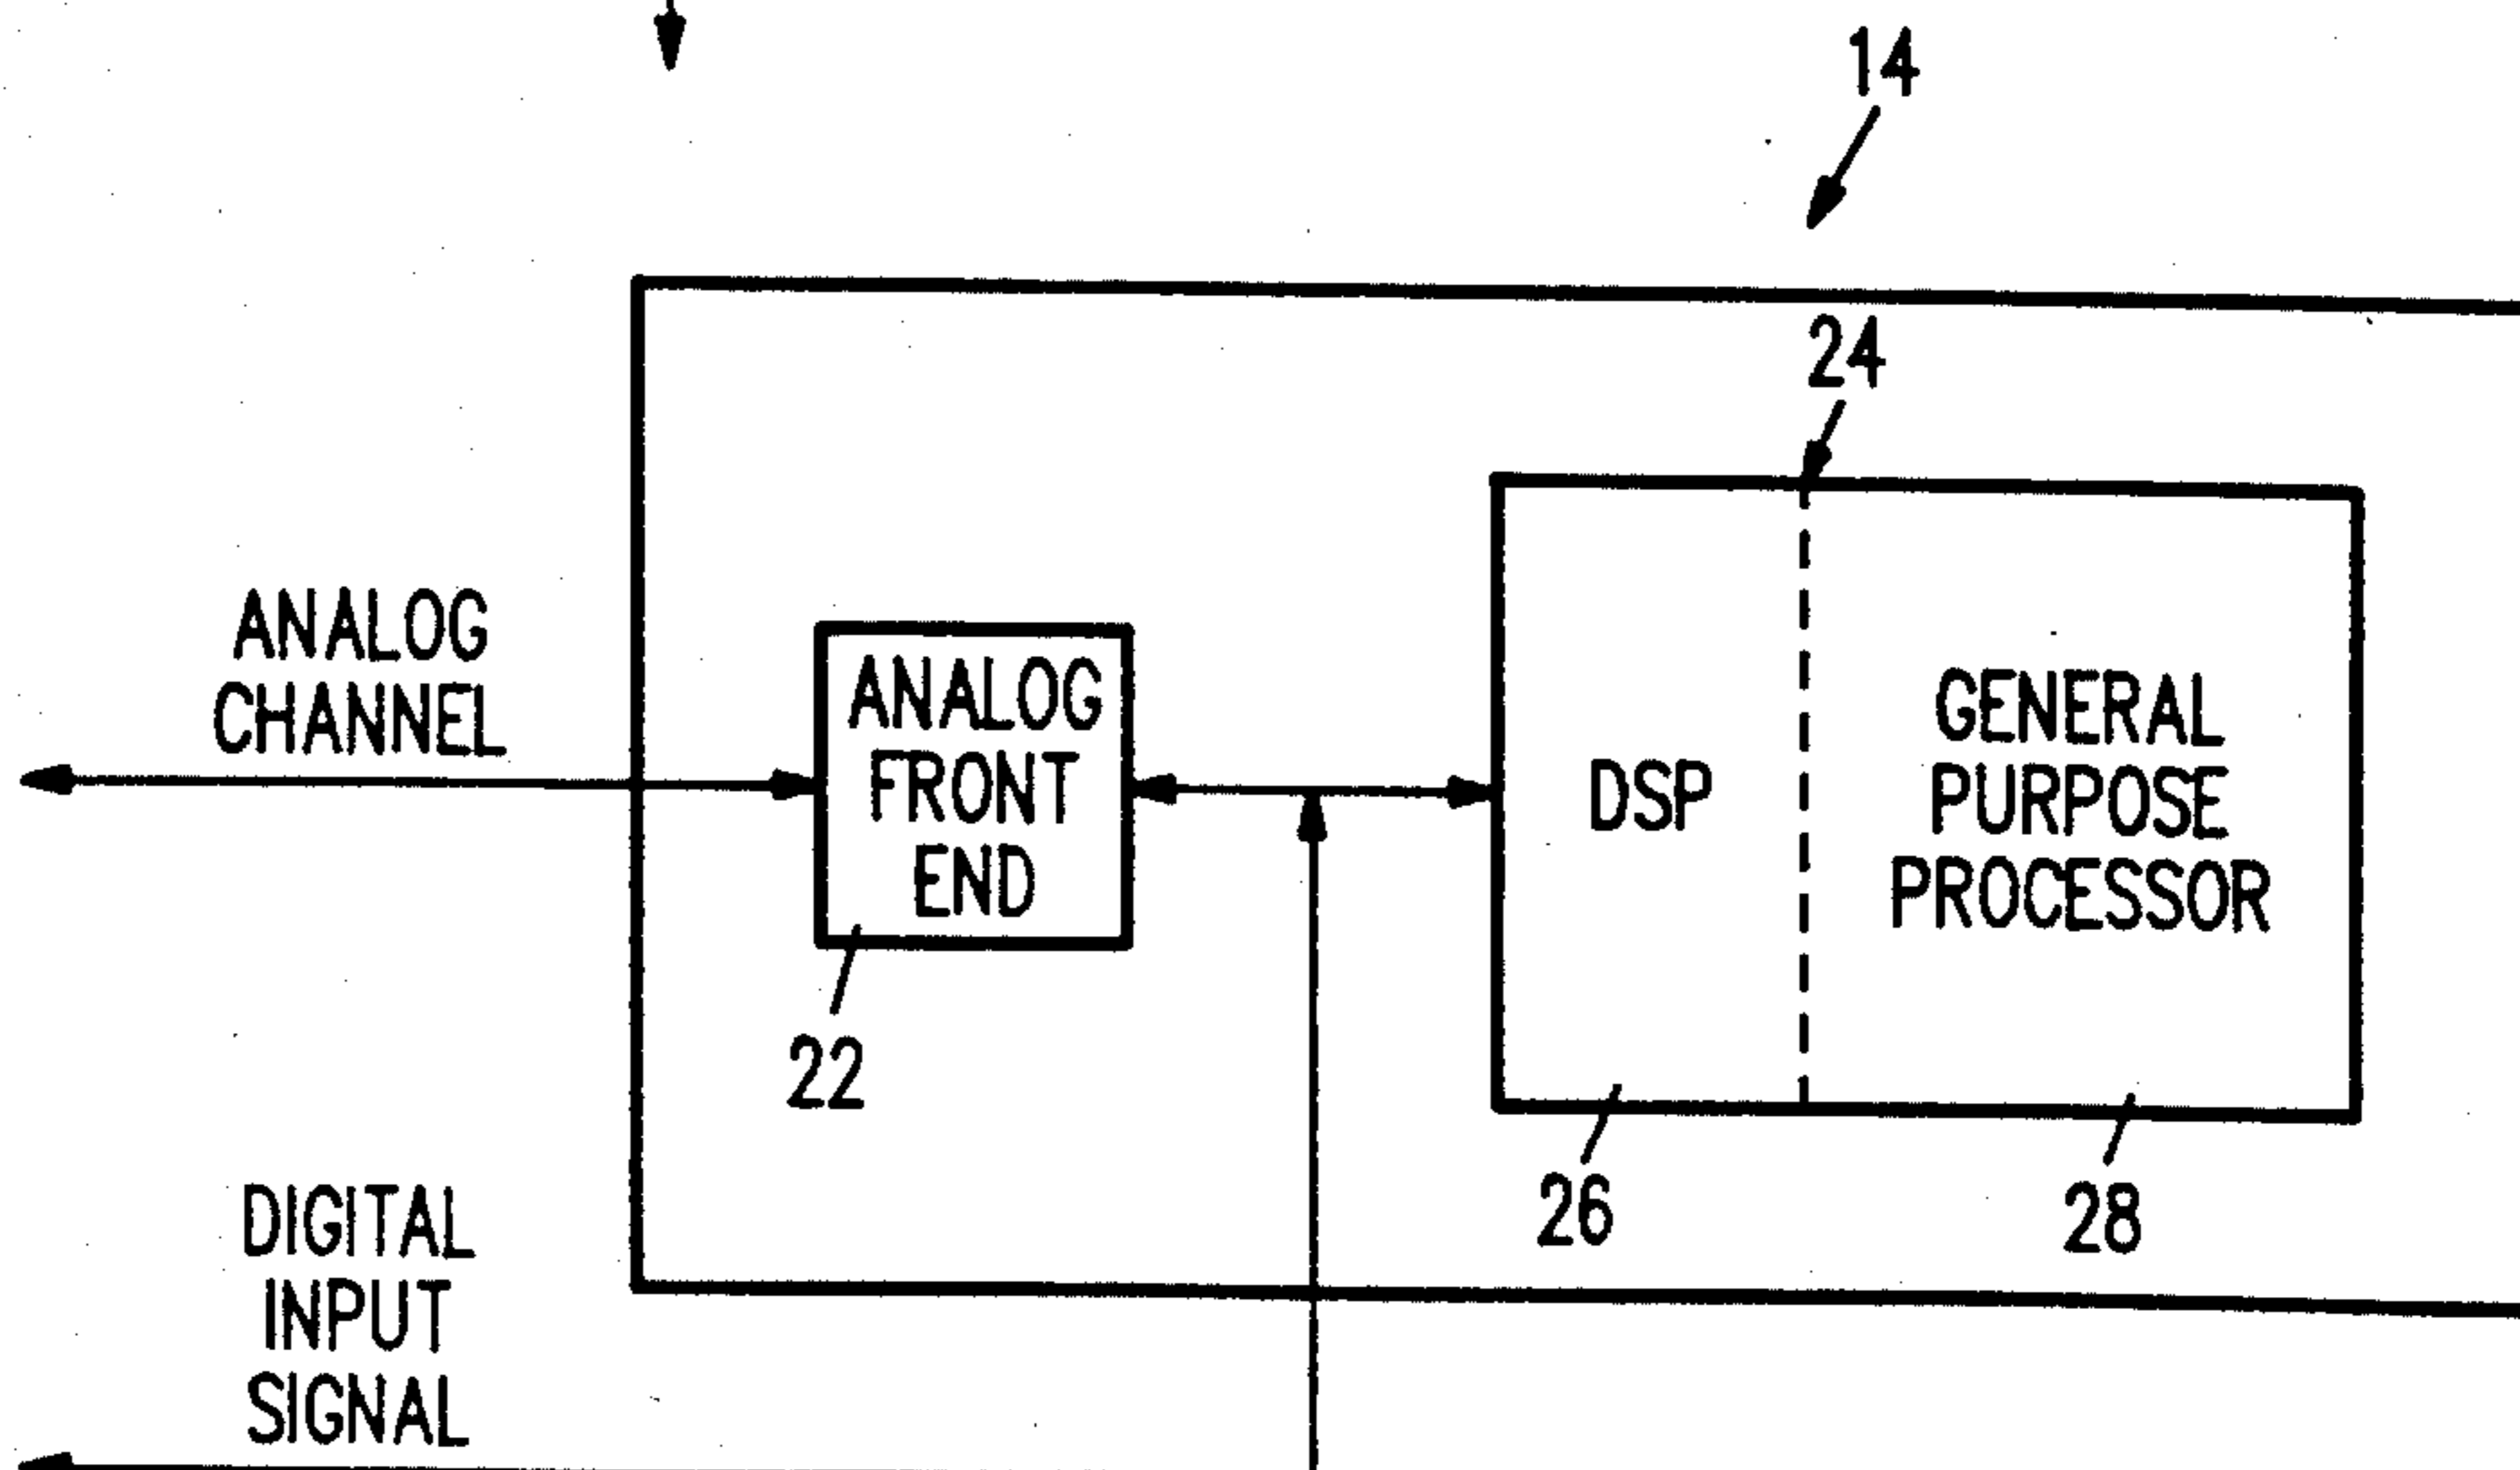 14
24
ANALOG
CHANNEL
ANALOG
FRONT
END
22
DSP
GENERAL
PURPOSE
PROCESSOR
26
28
DIGITAL
INPUT
SIGNAL